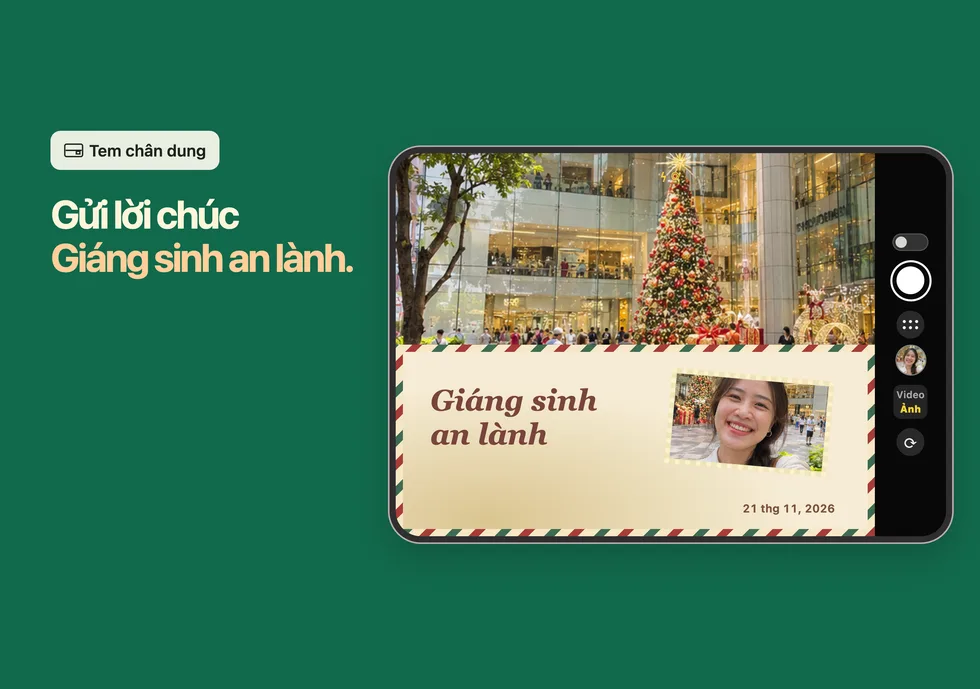 Tem chân dung
Gửi lời chúc
Giáng sinh an lành.
Giáng sinh
an lành
21 thg 11, 2026
Video
Ảnh